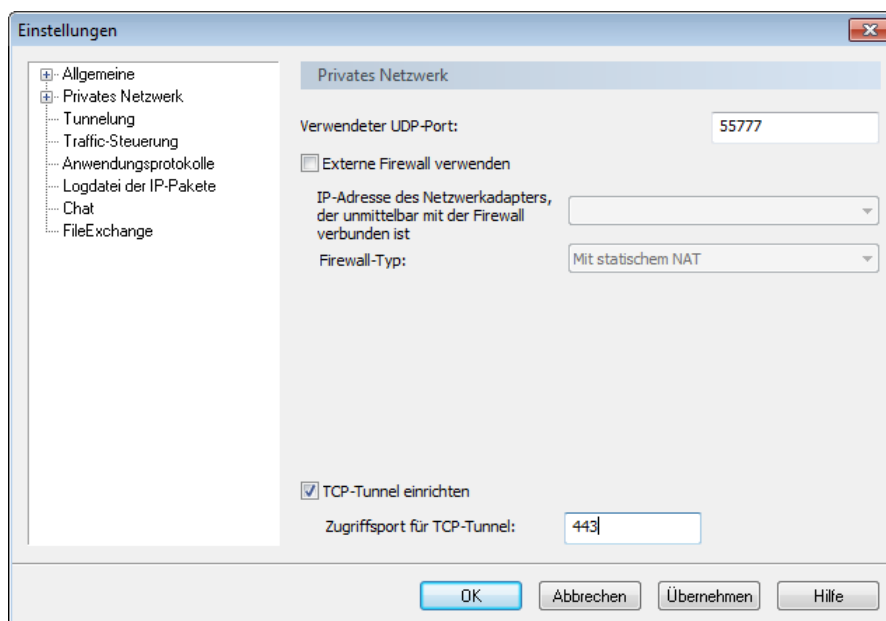 Einstellungen
Allgemeine
Privates Netzwerk
Tunnelung
Traffic-Steuerung
Anwendungsprotokolle
Logdatei der IP-Pakete
Chat
FileExchange
Privates Netzwerk
Verwendeter UDP-Port: 55777
Externe Firewall verwenden
IP-Adresse des Netzwerkadapters,
der unmittelbar mit der Firewall
verbunden ist
Firewall-Typ: Mit statischem NAT
TCP-Tunnel einrichten
Zugriffsport für TCP-Tunnel: 443
OK Abbrechen Übernehmen Hilfe